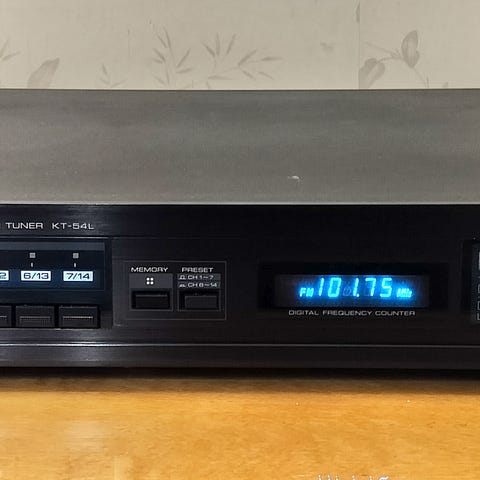 TUNER KT-54L
2 6/13 7/14
MEMORY
PRESET
CH 1~7
CH 8~14
FM 101.75 MHz
DIGITAL FREQUENCY COUNTER